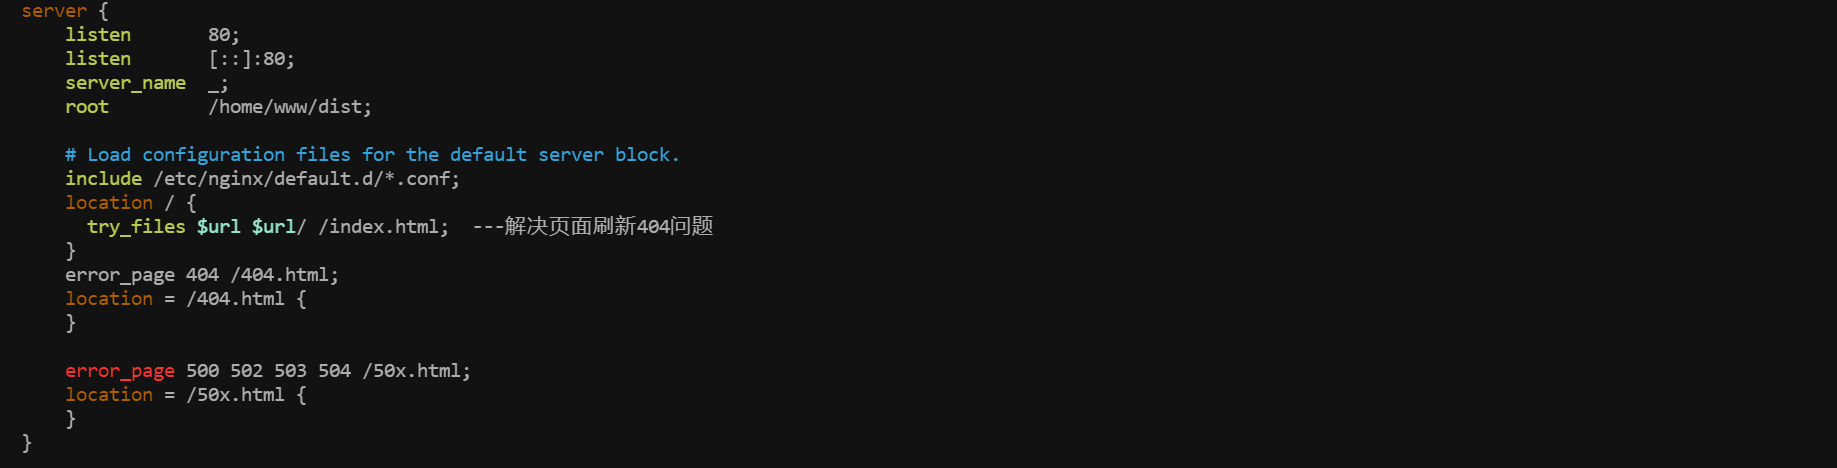 server {
    listen       80;
    listen       [::]:80;
    server_name  _;
    root         /home/www/dist;

    # Load configuration files for the default server block.
    include /etc/nginx/default.d/*.conf;
    location / {
      try_files $url $url/ /index.html;  ---解决页面刷新404问题
    }
    error_page 404 /404.html;
    location = /404.html {
    }

    error_page 500 502 503 504 /50x.html;
    location = /50x.html {
    }
}